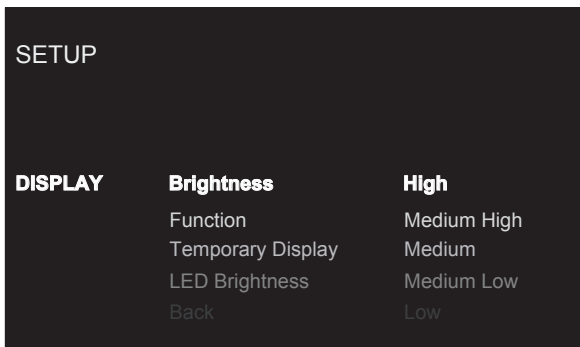 SETUP
DISPLAY Brightness High
Function Medium High
Temporary Display Medium
LED Brightness Medium Low
Back Low